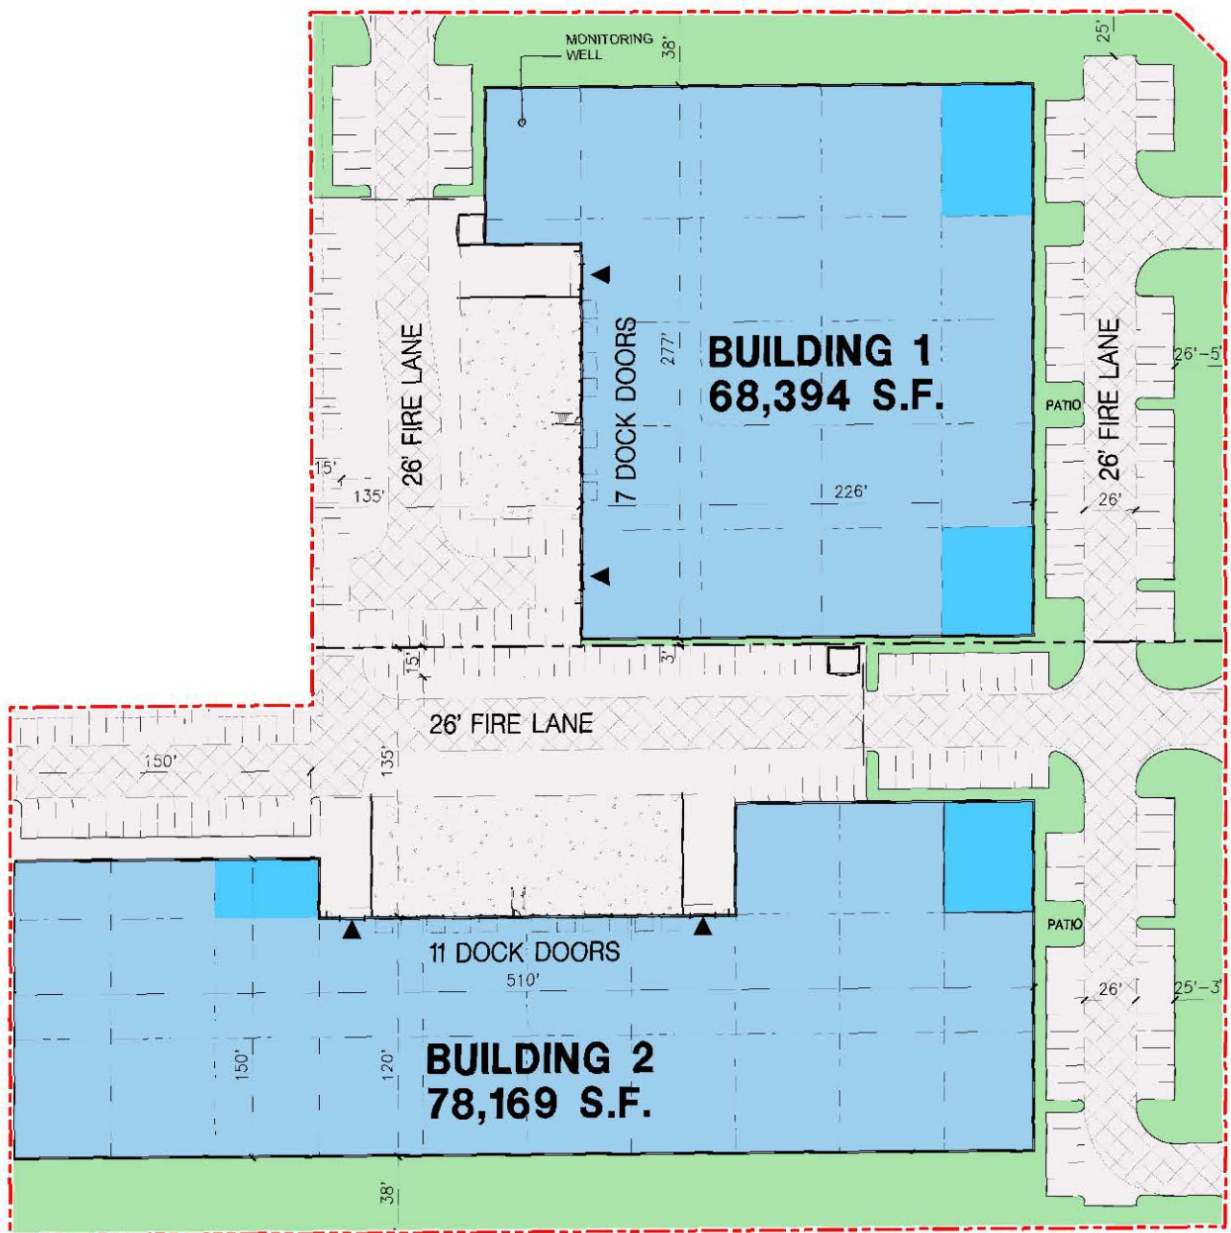 MONITORING
WELL
38'
25'
277'
7 DOCK DOORS
BUILDING 1
68,394 S.F.
26' FIRE LANE
26' FIRE LANE
26'-5'
PATIO
15'
135'
226'
26'
15'
3'
26' FIRE LANE
150'
135'
11 DOCK DOORS
510'
PATIO
26'
25'-3'
150'
120'
BUILDING 2
78,169 S.F.
38'